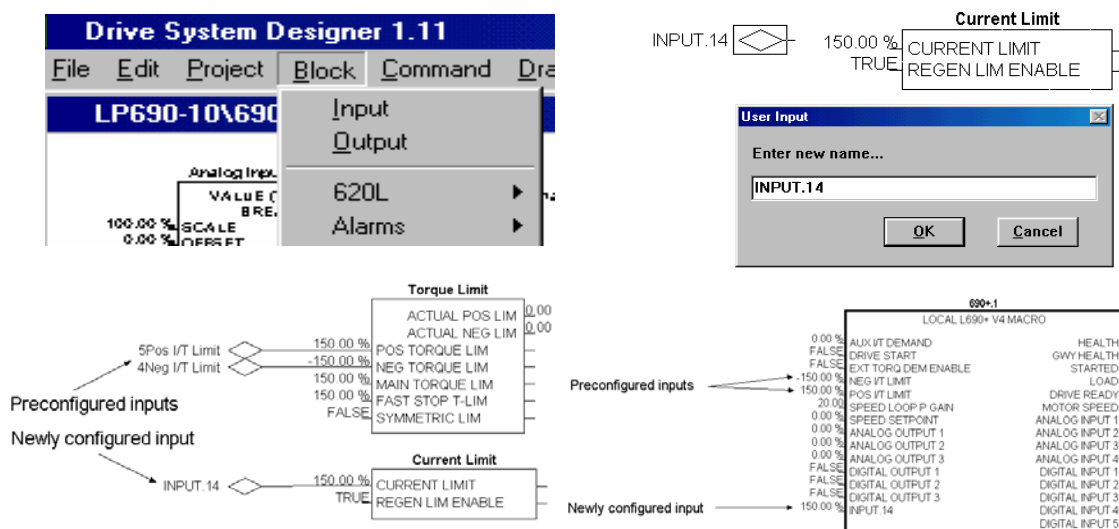 Drive System Designer 1.11
File Edit Project Block Command Dra
LP690-10\690
Input
Output
620L
Alarms
Analog Inpu
VALUE (
BRE
100.00 % SCALE
0.00 % OFFSET
Current Limit
INPUT.14
150.00 % CURRENT LIMIT
TRUE REGEN LIM ENABLE
User Input
Enter new name...
INPUT.14
OK Cancel
Torque Limit
ACTUAL POS LIM 0.00
ACTUAL NEG LIM 0.00
5Pos I/T Limit 150.00 % POS TORQUE LIM
4Neg I/T Limit -150.00 % NEG TORQUE LIM
150.00 % MAIN TORQUE LIM
150.00 % FAST STOP T-LIM
FALSE SYMMETRIC LIM
Preconfigured inputs
Newly configured input
Current Limit
INPUT.14 150.00 % CURRENT LIMIT
TRUE REGEN LIM ENABLE
690+.1
LOCAL L690+ V4 MACRO
0.00 % AUX I/T DEMAND HEALTH
FALSE DRIVE START GWY HEALTH
FALSE EXT TORQ DEM ENABLE STARTED
-150.00 % NEG I/T LIMIT LOAD
150.00 % POS I/T LIMIT DRIVE READY
20.00 SPEED LOOP P GAIN MOTOR SPEED
0.00 % SPEED SETPOINT ANALOG INPUT 1
0.00 % ANALOG OUTPUT 1 ANALOG INPUT 2
0.00 % ANALOG OUTPUT 2 ANALOG INPUT 3
0.00 % ANALOG OUTPUT 3 ANALOG INPUT 4
FALSE DIGITAL OUTPUT 1 DIGITAL INPUT 1
FALSE DIGITAL OUTPUT 2 DIGITAL INPUT 2
FALSE DIGITAL OUTPUT 3 DIGITAL INPUT 3
150.00 % INPUT.14 DIGITAL INPUT 4
DIGITAL INPUT 5
Preconfigured inputs
Newly configured input